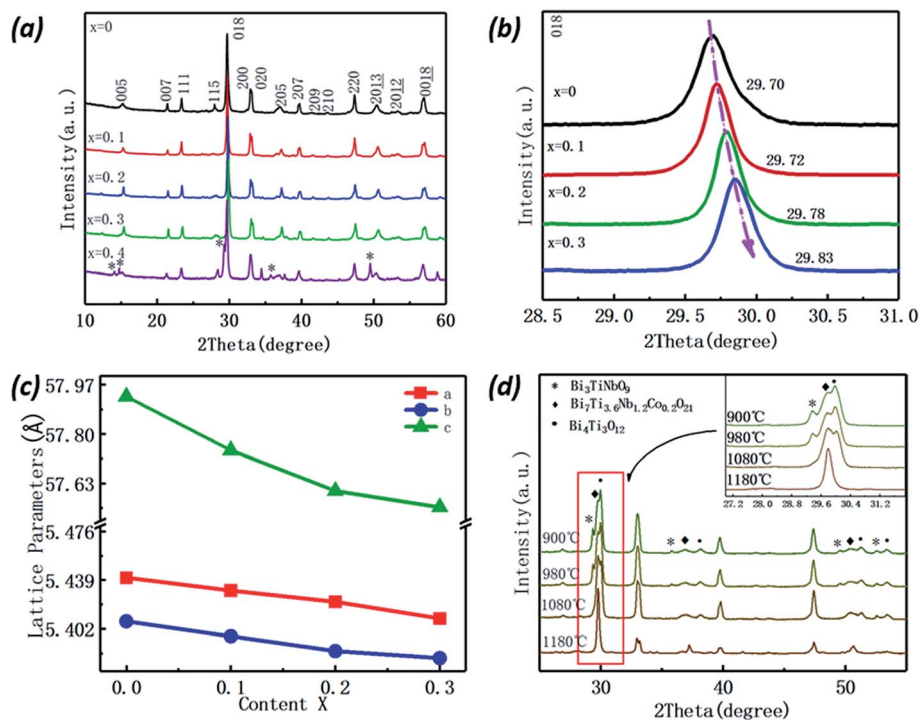 (a)
x=0
x=0.1
x=0.2
x=0.3
x=0.4
005
007
111
115
018
200
020
205
207
209
210
220
2013
2012
0018
*
*
*
*
*
Intensity(a.u.)
10 20 30 40 50 60
2Theta(degree)
(b)
018
x=0
x=0.1
x=0.2
x=0.3
29.70
29.72
29.78
29.83
Intensity(a.u.)
28.5 29.0 29.5 30.0 30.5 31.0
2Theta(degree)
(c)
57.97
57.80
57.63
5.476
5.439
5.402
Lattice Parameters(Å)
a
b
c
0.0 0.1 0.2 0.3
Content X
(d)
* Bi3TiNbO9
♦ Bi7Ti3.6Nb1.2Co0.2O21
• Bi4Ti3O12
900℃
980℃
1080℃
1180℃
27.2 28.0 28.8 29.6 30.4 31.2
900℃
980℃
1080℃
1180℃
Intensity(a.u.)
30 40 50
2Theta(degree)